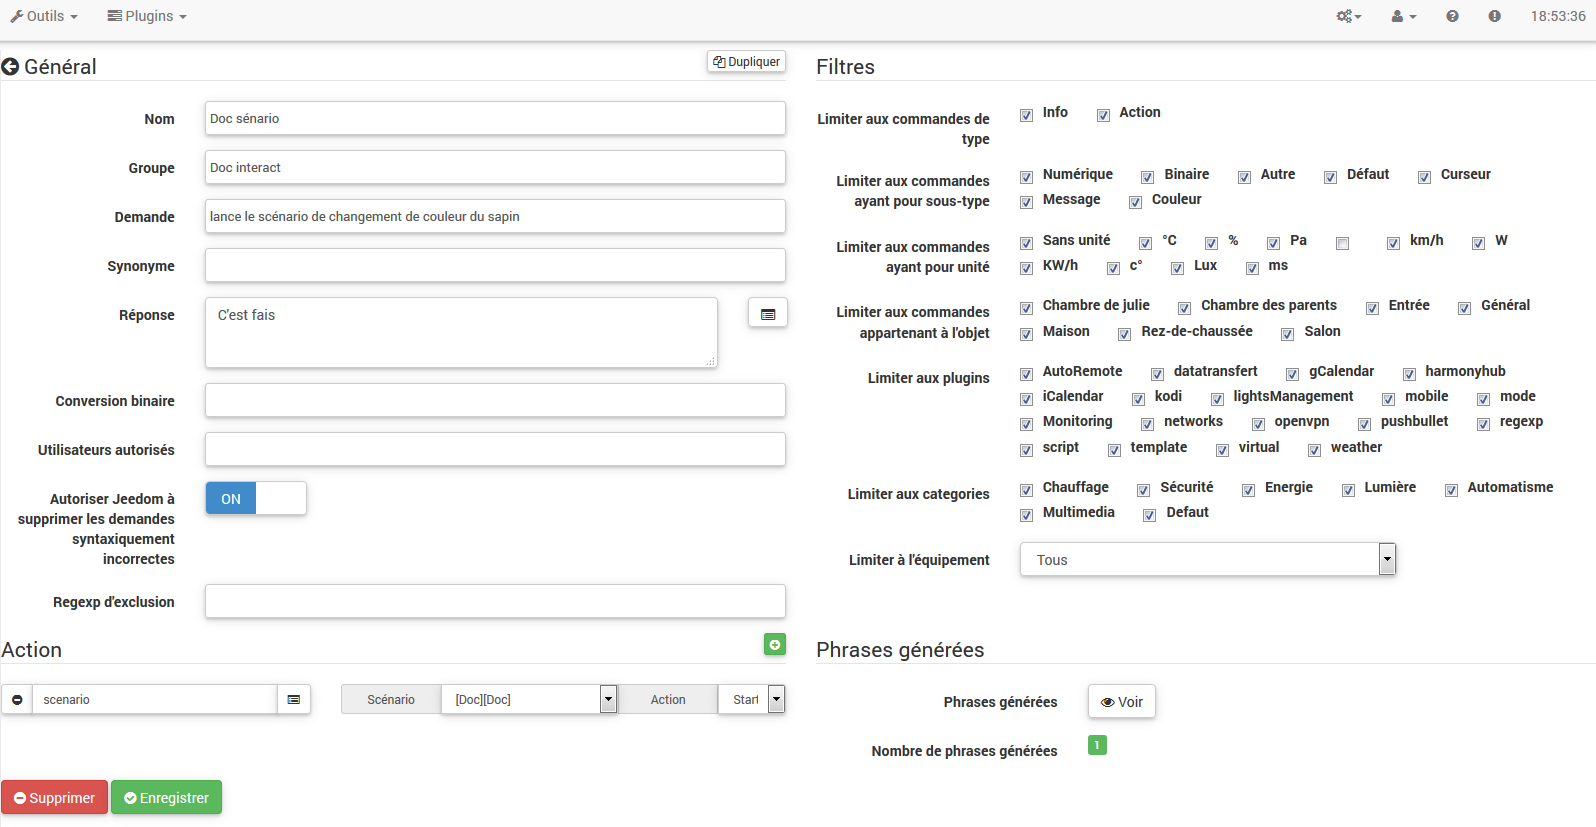 Outils Plugins 18:53:36
Général Dupliquer
Nom Doc sénario
Groupe Doc interact
Demande lance le scénario de changement de couleur du sapin
Synonyme
Réponse C'est fais
Conversion binaire
Utilisateurs autorisés
Autoriser Jeedom à ON
supprimer les demandes
syntaxiquement
incorrectes
Regexp d'exclusion
Action
scenario Scénario [Doc][Doc] Action Start
Supprimer Enregistrer
Filtres
Limiter aux commandes de
type
Info Action
Limiter aux commandes
ayant pour sous-type
Numérique Binaire Autre Défaut Curseur
Message Couleur
Limiter aux commandes
ayant pour unité
Sans unité °C % Pa km/h W
KW/h c° Lux ms
Limiter aux commandes
appartenant à l'objet
Chambre de julie Chambre des parents Entrée Général
Maison Rez-de-chaussée Salon
Limiter aux plugins
AutoRemote datatransfert gCalendar harmonyhub
iCalendar kodi lightsManagement mobile mode
Monitoring networks openvpn pushbullet regexp
script template virtual weather
Limiter aux categories
Chauffage Sécurité Energie Lumière Automatisme
Multimedia Defaut
Limiter à l'équipement Tous
Phrases générées
Phrases générées Voir
Nombre de phrases générées 1